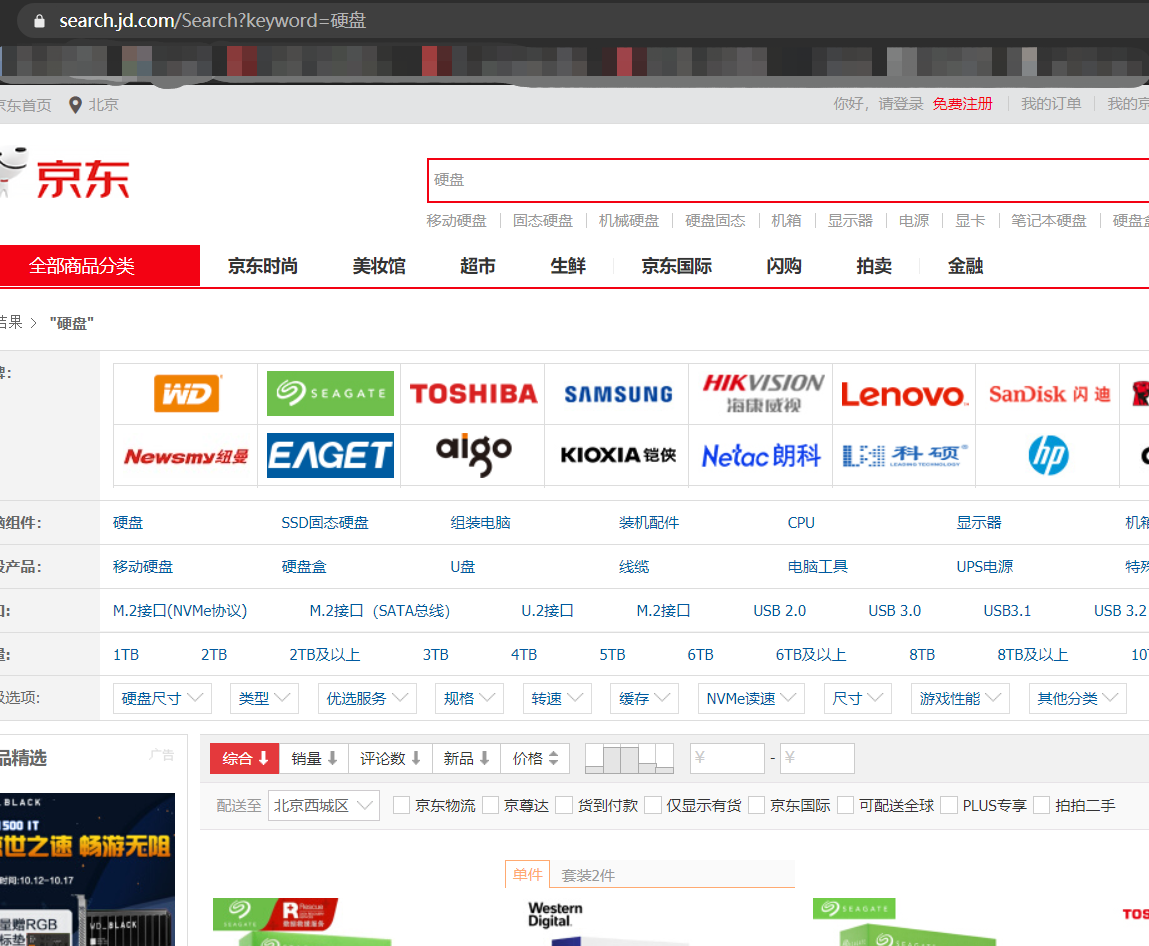 search.jd.com/Search?keyword=硬盘
京东首页 北京 你好，请登录 免费注册 我的订单 我的京
京东
硬盘
移动硬盘 固态硬盘 机械硬盘 硬盘固态 机箱 显示器 电源 显卡 笔记本硬盘 硬盘盒
全部商品分类 京东时尚 美妆馆 超市 生鲜 京东国际 闪购 拍卖 金融
结果 > "硬盘"
牌：
WD SEAGATE TOSHIBA SAMSUNG HIKVISION 海康威视 Lenovo. SanDisk 闪迪
Newsmy纽曼 EAGET aigo KIOXIA 铠侠 Netac 朗科 科硕 LEADING TECHNOLOGY hp
脑组件： 硬盘 SSD固态硬盘 组装电脑 装机配件 CPU 显示器 机箱
设产品： 移动硬盘 硬盘盒 U盘 线缆 电脑工具 UPS电源 特殊
口： M.2接口(NVMe协议) M.2接口（SATA总线） U.2接口 M.2接口 USB 2.0 USB 3.0 USB3.1 USB 3.2
量： 1TB 2TB 2TB及以上 3TB 4TB 5TB 6TB 6TB及以上 8TB 8TB及以上 10T
级选项： 硬盘尺寸 类型 优选服务 规格 转速 缓存 NVMe读速 尺寸 游戏性能 其他分类
品精选 广告
综合 销量 评论数 新品 价格 ¥ - ¥
配送至 北京西城区 京东物流 京尊达 货到付款 仅显示有货 京东国际 可配送全球 PLUS专享 拍拍二手
_BLACK
1500 IT
惊世之速 畅游无阻
时间:10.12-10.17
量赠RGB
标垫
WD_BLACK
单件 套装2件
SEAGATE Rescue 数据救援服务
Western
Digital.
SEAGATE
SEAGATE
TOS